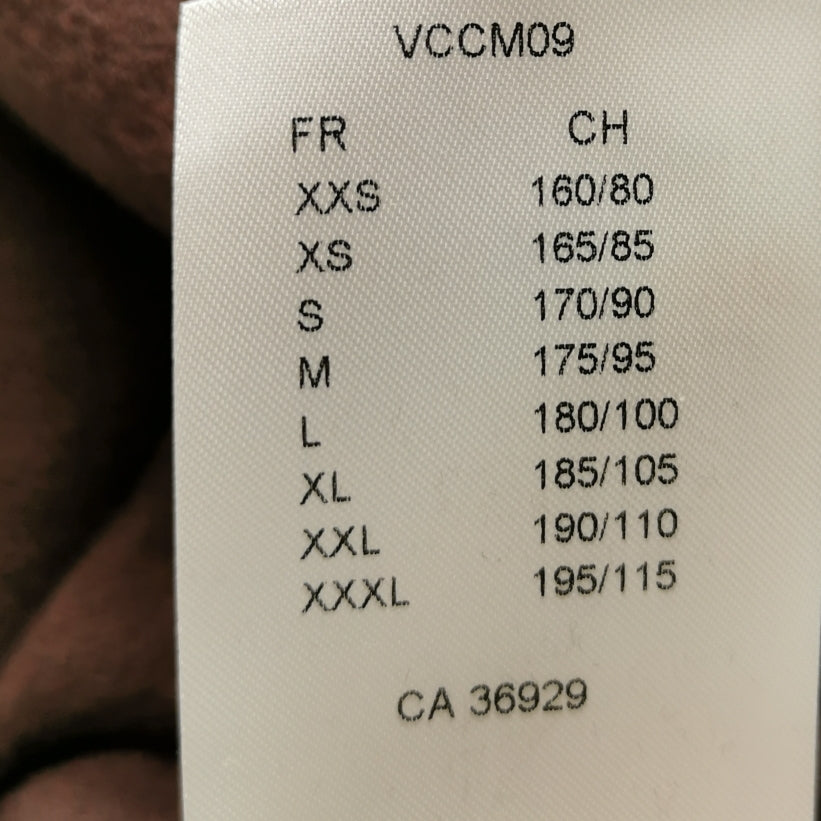 VCCM09
FR CH
XXS 160/80
XS 165/85
S 170/90
M 175/95
L 180/100
XL 185/105
XXL 190/110
XXXL 195/115
CA 36929